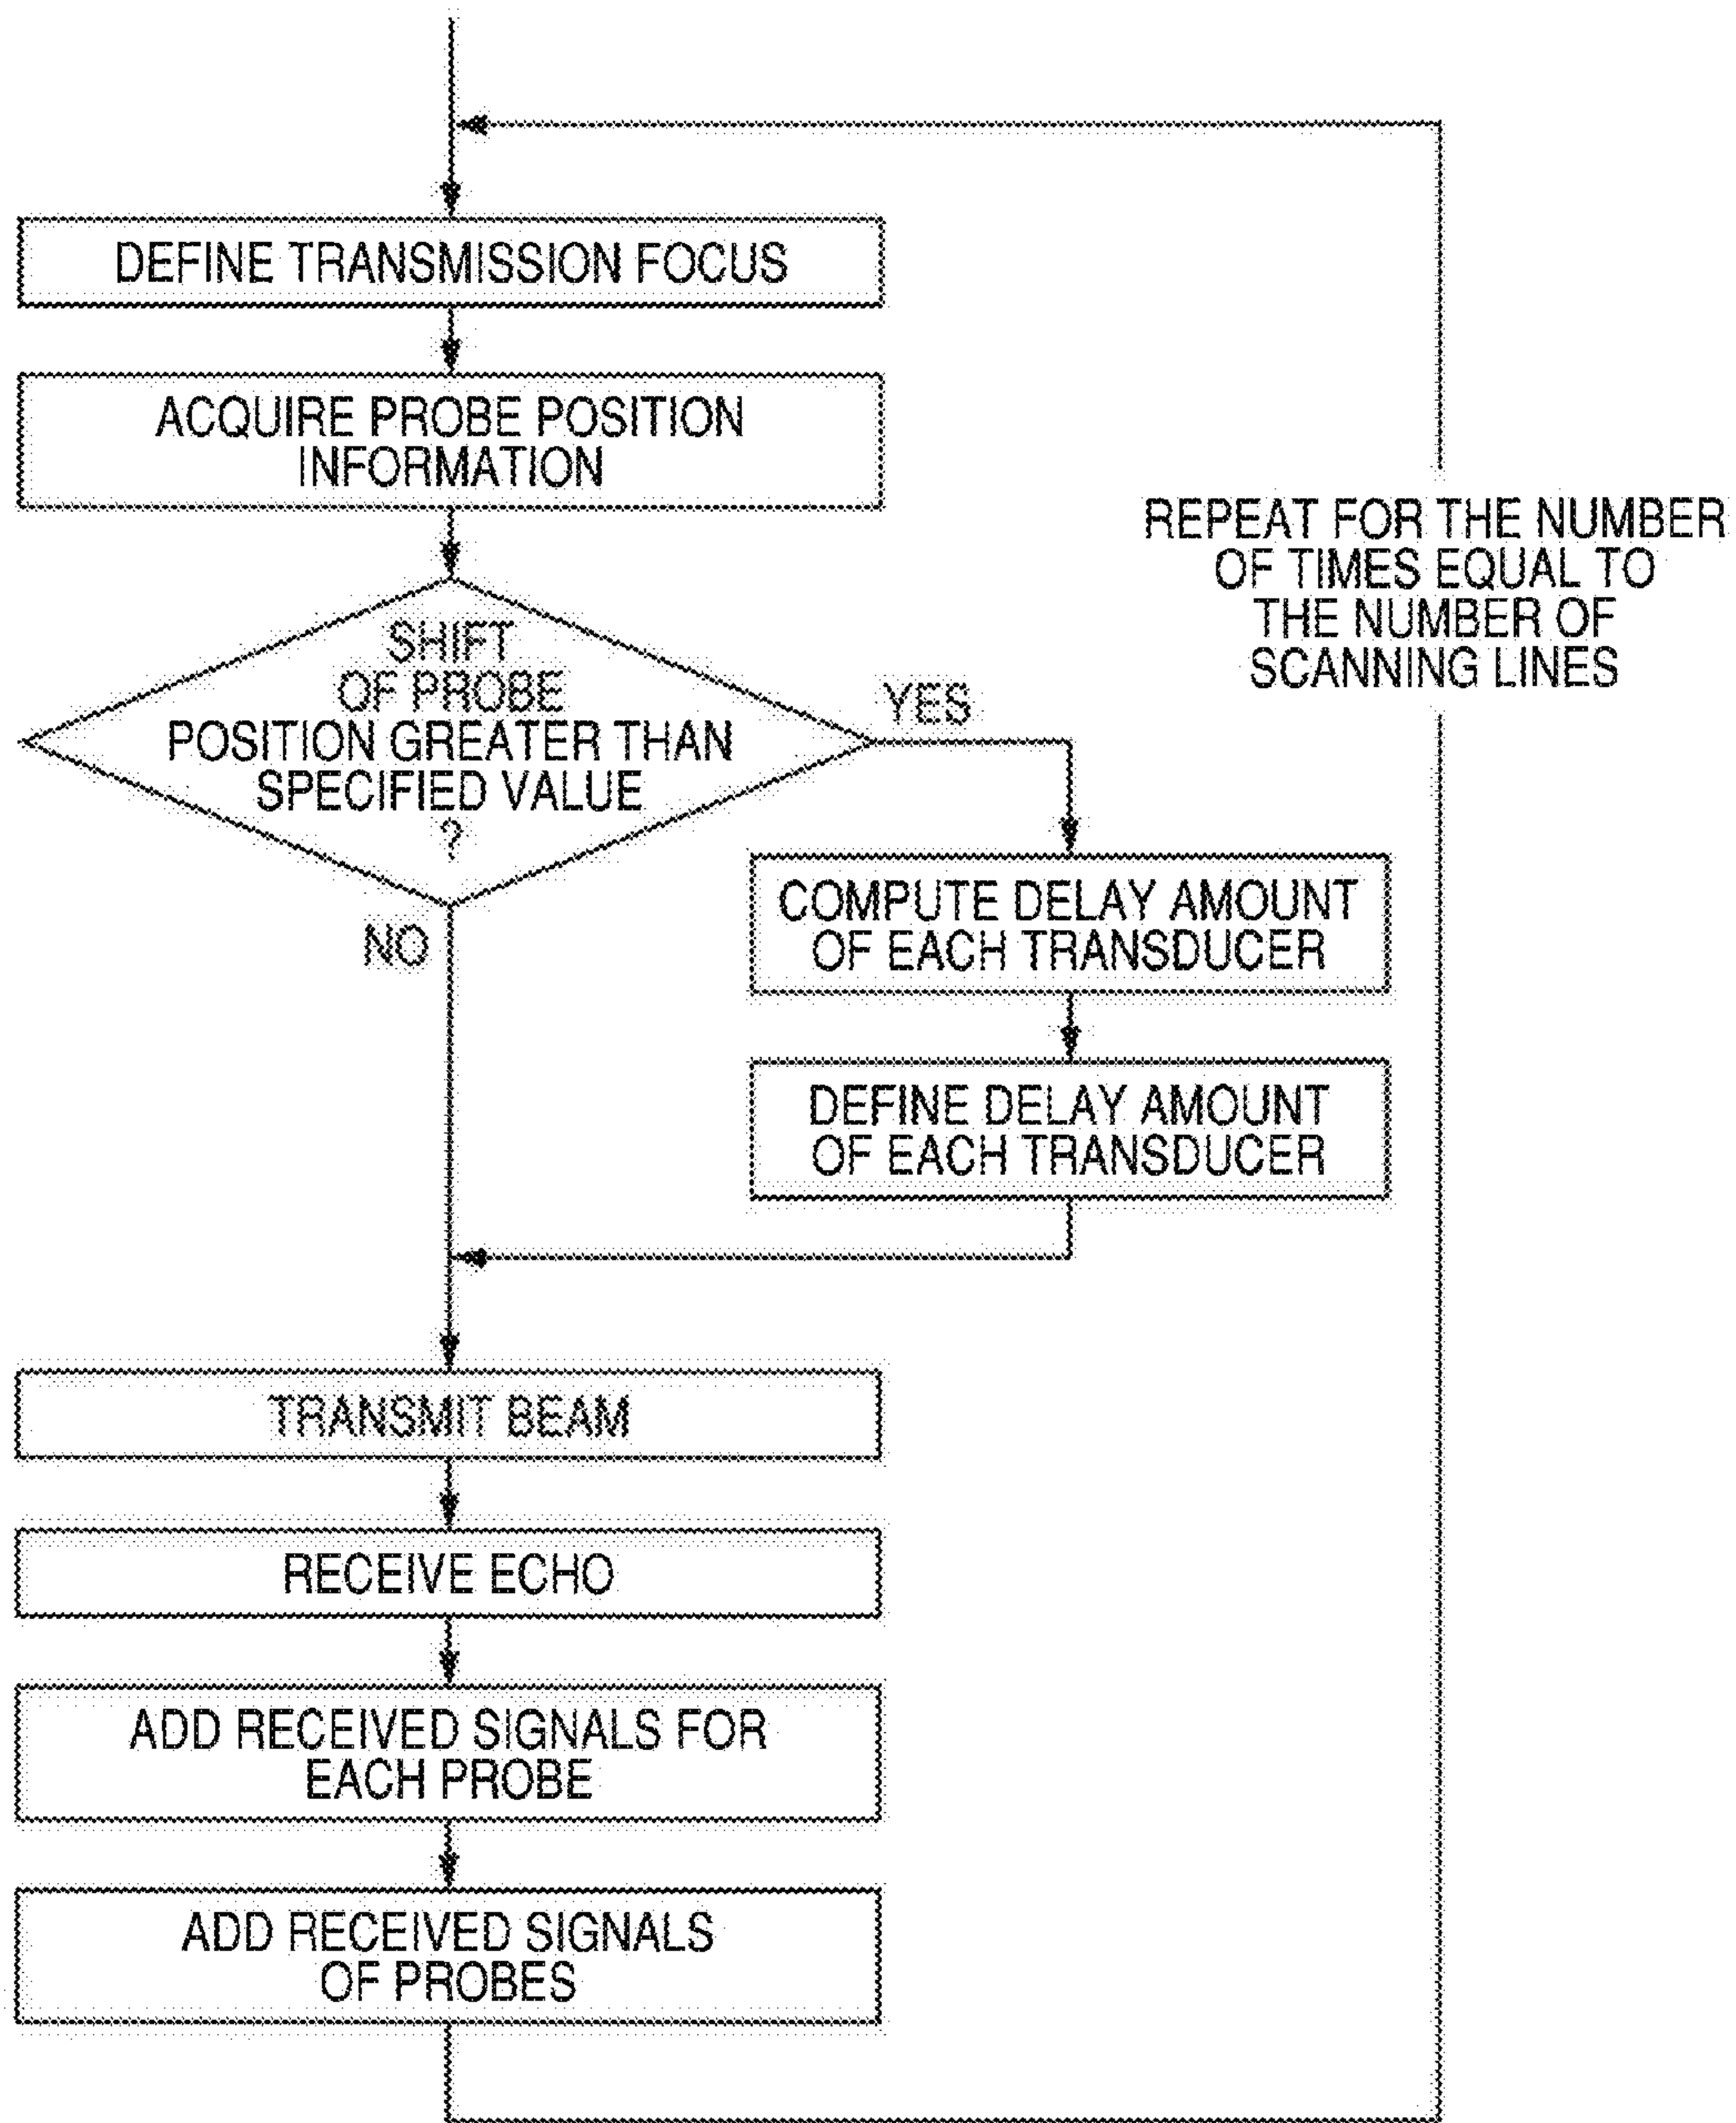 DEFINE TRANSMISSION FOCUS
ACQUIRE PROBE POSITION
INFORMATION
REPEAT FOR THE NUMBER
OF TIMES EQUAL TO
THE NUMBER OF
SCANNING LINES
SHIFT
OF PROBE
POSITION GREATER THAN
SPECIFIED VALUE
?
YES
NO
COMPUTE DELAY AMOUNT
OF EACH TRANSDUCER
DEFINE DELAY AMOUNT
OF EACH TRANSDUCER
TRANSMIT BEAM
RECEIVE ECHO
ADD RECEIVED SIGNALS FOR
EACH PROBE
ADD RECEIVED SIGNALS
OF PROBES